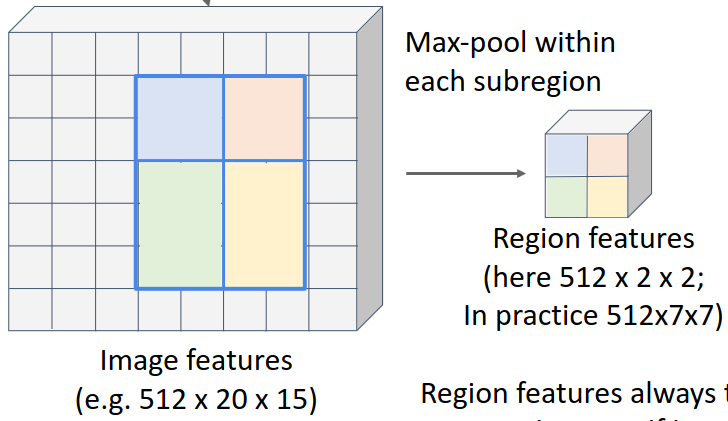 Max-pool within
each subregion
Region features
(here 512 x 2 x 2;
In practice 512x7x7)
Image features
(e.g. 512 x 20 x 15)
Region features always